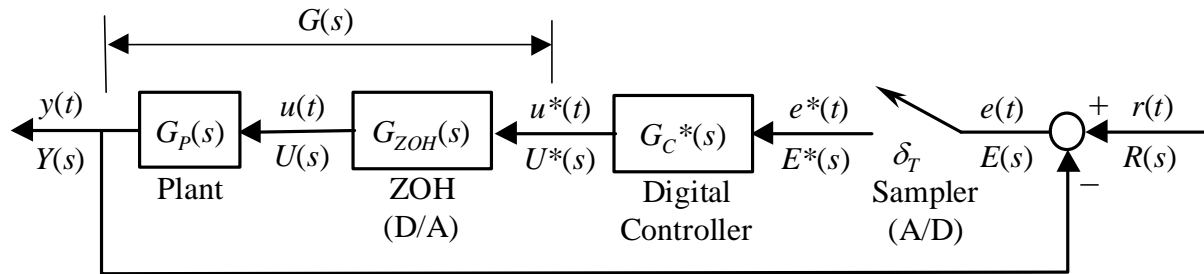 G(s)
y(t)
Y(s)
G_P(s)
Plant
u(t)
U(s)
G_ZOH(s)
ZOH
(D/A)
u*(t)
U*(s)
G_C*(s)
Digital
Controller
e*(t)
E*(s)
δ_T
Sampler
(A/D)
e(t)
E(s)
+
−
r(t)
R(s)